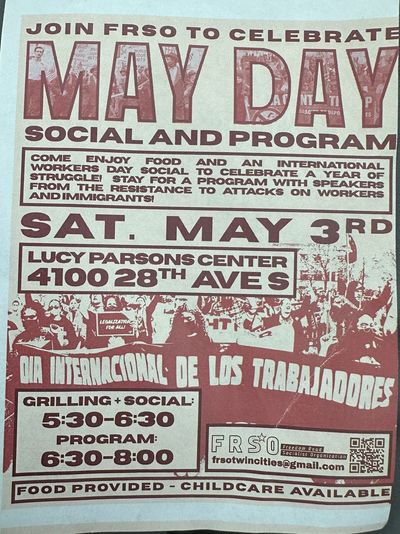 JOIN FRSO TO CELEBRATE
MAY DAY
SOCIAL AND PROGRAM
COME ENJOY FOOD AND AN INTERNATIONAL
WORKERS DAY SOCIAL TO CELEBRATE A YEAR OF
STRUGGLE! STAY FOR A PROGRAM WITH SPEAKERS
FROM THE RESISTANCE TO ATTACKS ON WORKERS
AND IMMIGRANTS!
SAT. MAY 3RD
LUCY PARSONS CENTER
4100 28TH AVE S
LEGALIZATION
FOR ALL!
DIA INTERNACIONAL DE LOS TRABAJADORES
GRILLING + SOCIAL:
5:30-6:30
PROGRAM:
6:30-8:00
FRSO
Freedom Road
Socialist Organization
frsotwincities@gmail.com
FOOD PROVIDED - CHILDCARE AVAILABLE